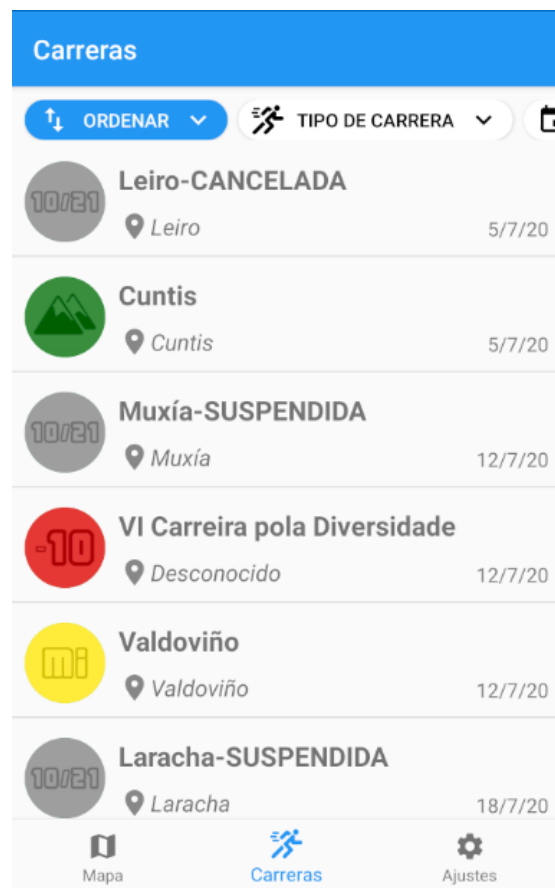 Carreras
ORDENAR
TIPO DE CARRERA
10/21
Leiro-CANCELADA
Leiro
5/7/20
Cuntis
Cuntis
5/7/20
10/21
Muxía-SUSPENDIDA
Muxía
12/7/20
-10
VI Carreira pola Diversidade
Desconocido
12/7/20
mi
Valdoviño
Valdoviño
12/7/20
10/21
Laracha-SUSPENDIDA
Laracha
18/7/20
Mapa
Carreras
Ajustes